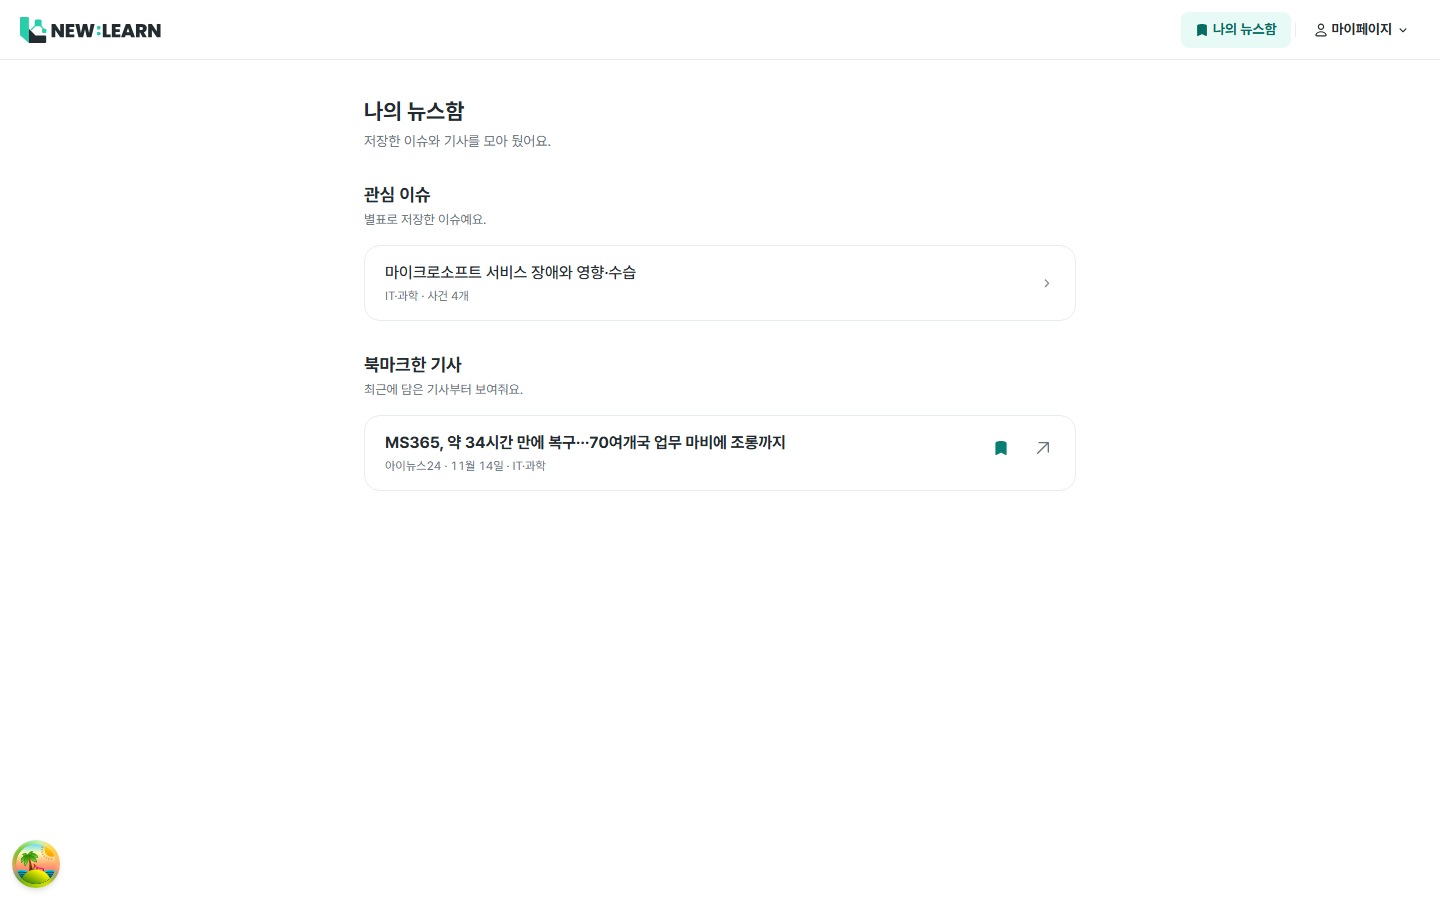 NEW:LEARN
나의 뉴스함
마이페이지
나의 뉴스함
저장한 이슈와 기사를 모아 뒀어요.
관심 이슈
별표로 저장한 이슈예요.
마이크로소프트 서비스 장애와 영향·수습
IT·과학 · 사건 4개
북마크한 기사
최근에 담은 기사부터 보여줘요.
MS365, 약 34시간 만에 복구···70여개국 업무 마비에 조롱까지
아이뉴스24 · 11월 14일 · IT·과학